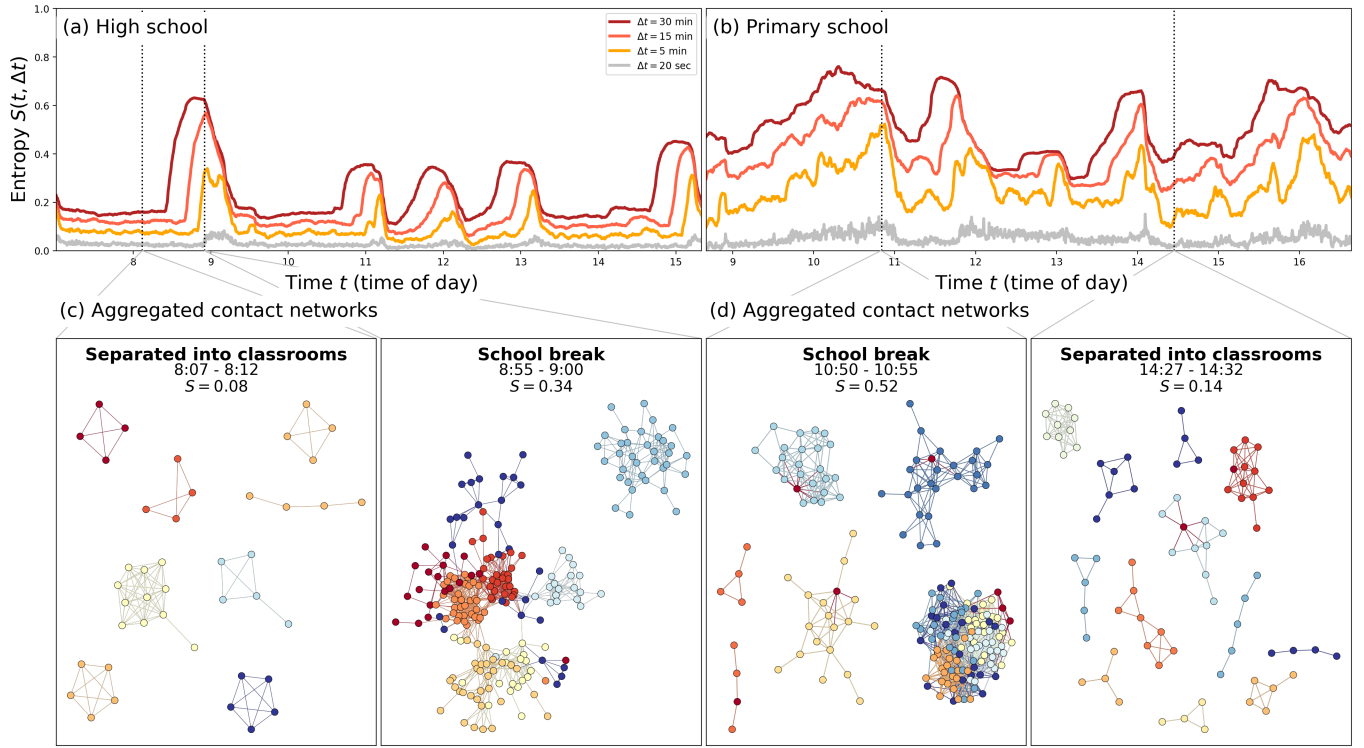 (a) High school
Δt = 30 min
Δt = 15 min
Δt = 5 min
Δt = 20 sec
(b) Primary school
1.0
0.8
0.6
0.4
0.2
0.0
Entropy S(t, Δt)
8 9 10 11 12 13 14 15
Time t (time of day)
9 10 11 12 13 14 15 16
Time t (time of day)
(c) Aggregated contact networks
(d) Aggregated contact networks
Separated into classrooms
8:07 - 8:12
S = 0.08
School break
8:55 - 9:00
S = 0.34
School break
10:50 - 10:55
S = 0.52
Separated into classrooms
14:27 - 14:32
S = 0.14